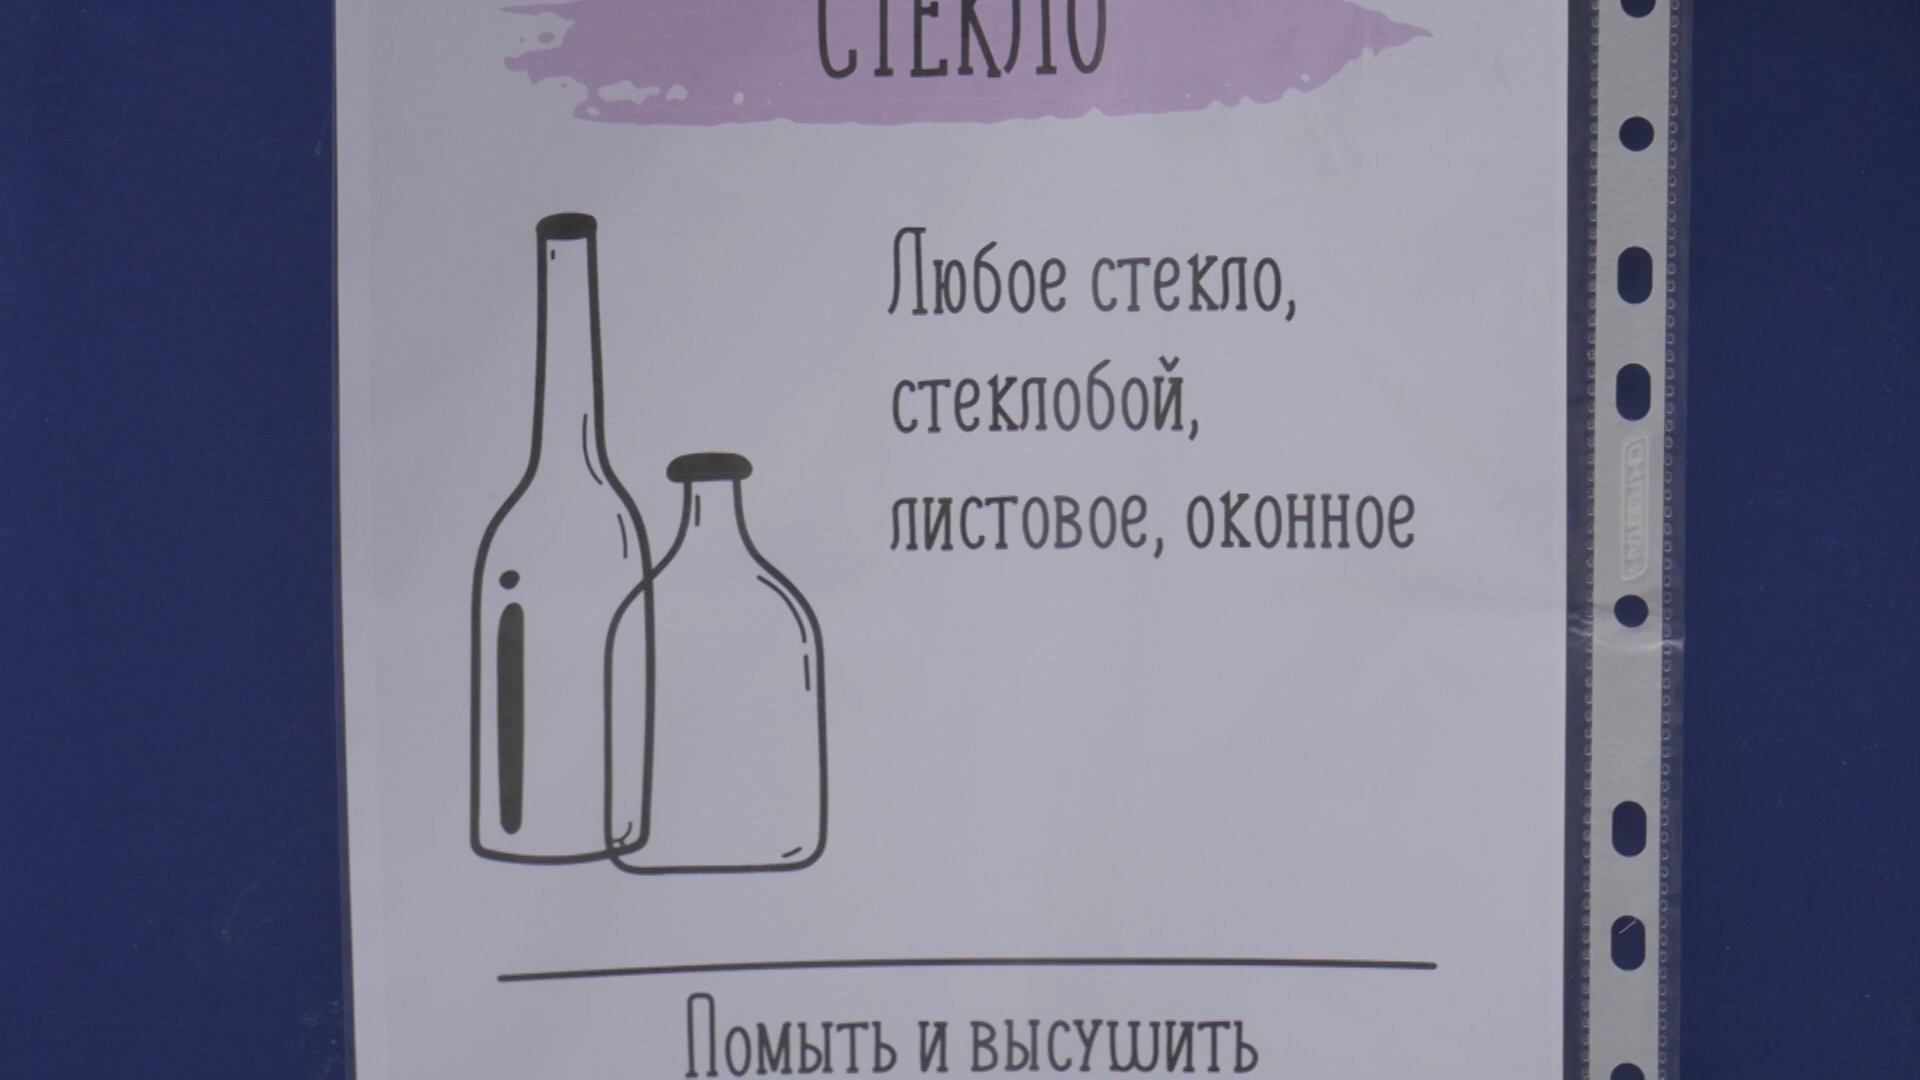 СТЕКЛО
Любое стекло,
стеклобой,
листовое, оконное
Помыть и высушить